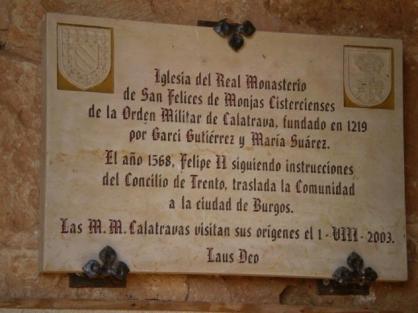 Iglesia del Real Monasterio
de San Felices de Monjas Cistercienses
de la Orden Militar de Calatrava, fundado en 1219
por Garci Gutiérrez y María Suárez.
El año 1568, Felipe II siguiendo instrucciones
del Concilio de Trento, traslada la Comunidad
a la ciudad de Burgos.
Las M.M. Calatravas visitan sus orígenes el 1-VIII-2003.
Laus Deo